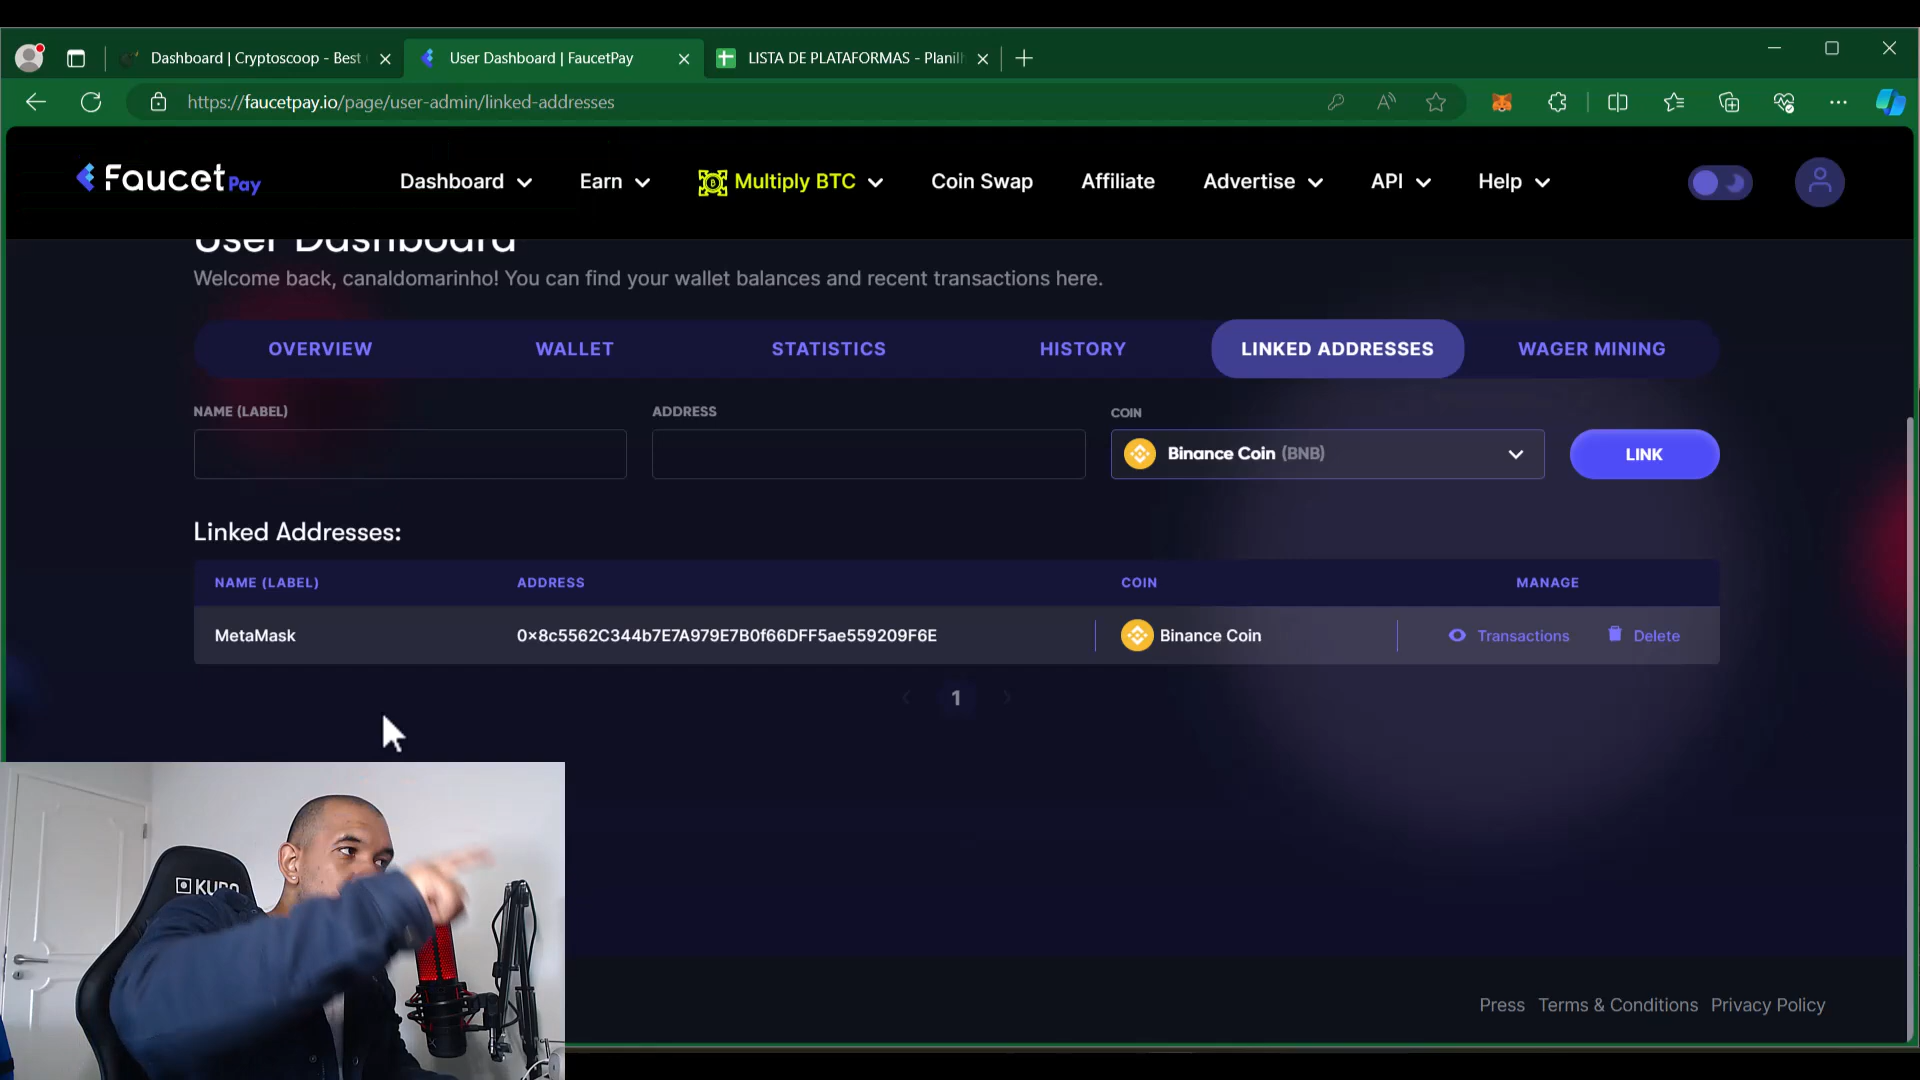 Dashboard | Cryptoscoop - Best
User Dashboard | FaucetPay
LISTA DE PLATAFORMAS - Planil
https://faucetpay.io/page/user-admin/linked-addresses
Faucet Pay
Dashboard
Earn
Multiply BTC
Coin Swap
Affiliate
Advertise
API
Help
User Dashboard
Welcome back, canaldomarinho! You can find your wallet balances and recent transactions here.
OVERVIEW
WALLET
STATISTICS
HISTORY
LINKED ADDRESSES
WAGER MINING
NAME (LABEL)
ADDRESS
COIN
Binance Coin (BNB)
LINK
Linked Addresses:
NAME (LABEL)
ADDRESS
COIN
MANAGE
MetaMask
0x8c5562C344b7E7A979E7B0f66DFF5ae559209F6E
Binance Coin
Transactions
Delete
1
Press
Terms & Conditions
Privacy Policy